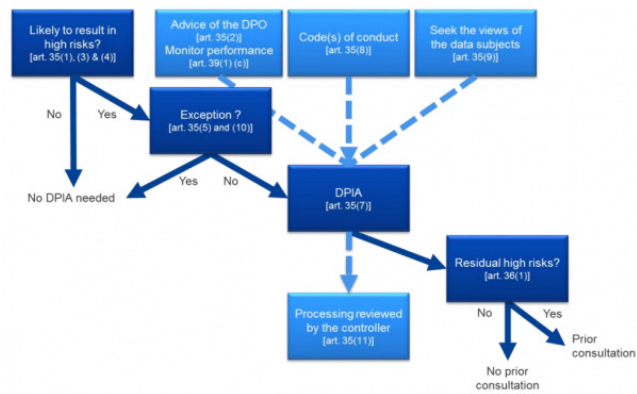 Likely to result in
high risks?
[art. 35(1), (3) & (4)]
Advice of the DPO
[art. 35(2)]
Monitor performance
[art. 39(1) (c)]
Code(s) of conduct
[art. 35(8)]
Seek the views of
the data subjects
[art. 35(9)]
No
Yes
Exception ?
[art. 35(5) and (10)]
Yes
No
No DPIA needed
DPIA
[art. 35(7)]
Residual high risks?
[art. 36(1)]
Processing reviewed
by the controller
[art. 35(11)]
No
Yes
Prior
consultation
No prior
consultation